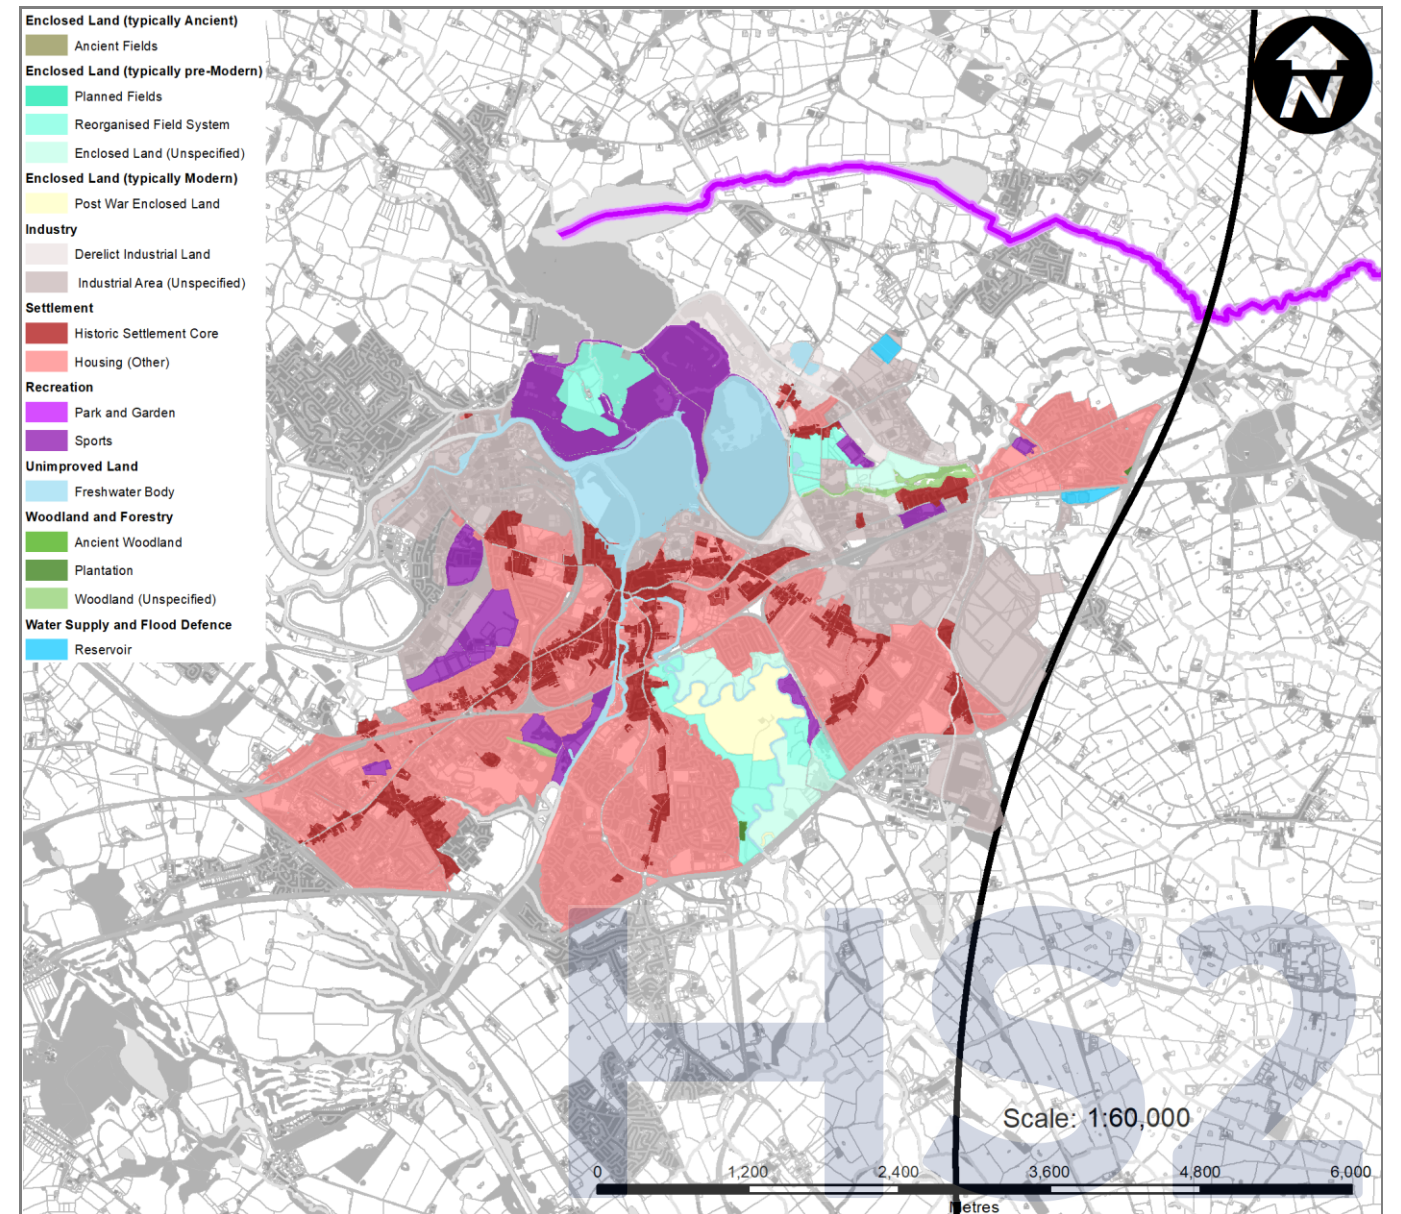 Enclosed Land (typically Ancient)
Ancient Fields
Enclosed Land (typically pre-Modern)
Planned Fields
Reorganised Field System
Enclosed Land (Unspecified)
Enclosed Land (typically Modern)
Post War Enclosed Land
Industry
Derelict Industrial Land
Industrial Area (Unspecified)
Settlement
Historic Settlement Core
Housing (Other)
Recreation
Park and Garden
Sports
Unimproved Land
Freshwater Body
Woodland and Forestry
Ancient Woodland
Plantation
Woodland (Unspecified)
Water Supply and Flood Defence
Reservoir
N
HS2
Scale: 1:60,000
0 1,200 2,400 3,600 4,800 6,000
Metres